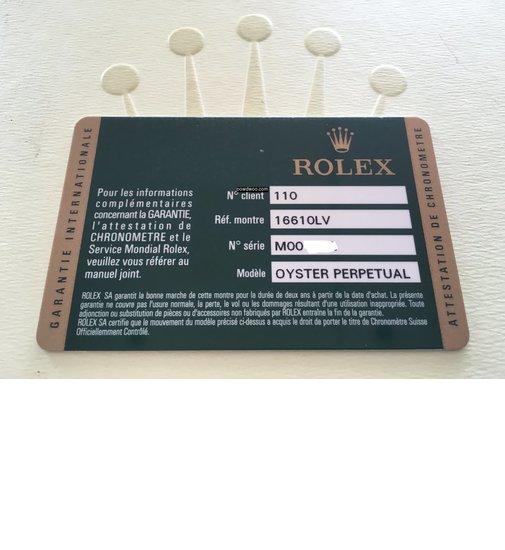 GARANTIE INTERNATIONALE
ROLEX
Pour les informations
complémentaires
concernant la GARANTIE,
l'attestation de
CHRONOMETRE et le
Service Mondial Rolex,
veuillez vous référer au
manuel joint.
powdwoo.com
N° client 110
Réf. montre 16610LV
N° série M00
Modèle OYSTER PERPETUAL
ROLEX SA garantit la bonne marche de cette montre pour la durée de deux ans à partir de la date d'achat. La présente
garantie ne couvre pas l'usure normale, la perte, le vol ou les dommages résultant d'une utilisation inappropriée. Toute
adjonction ou substitution de pièces ou d'accessoires non fabriqués par ROLEX entraîne la fin de la garantie.
ROLEX SA certifie que le mouvement du modèle précisé ci-dessus a acquis le droit de porter le titre de Chronomètre Suisse
Officiellement Contrôlé.
ATTESTATION DE CHRONOMETRE